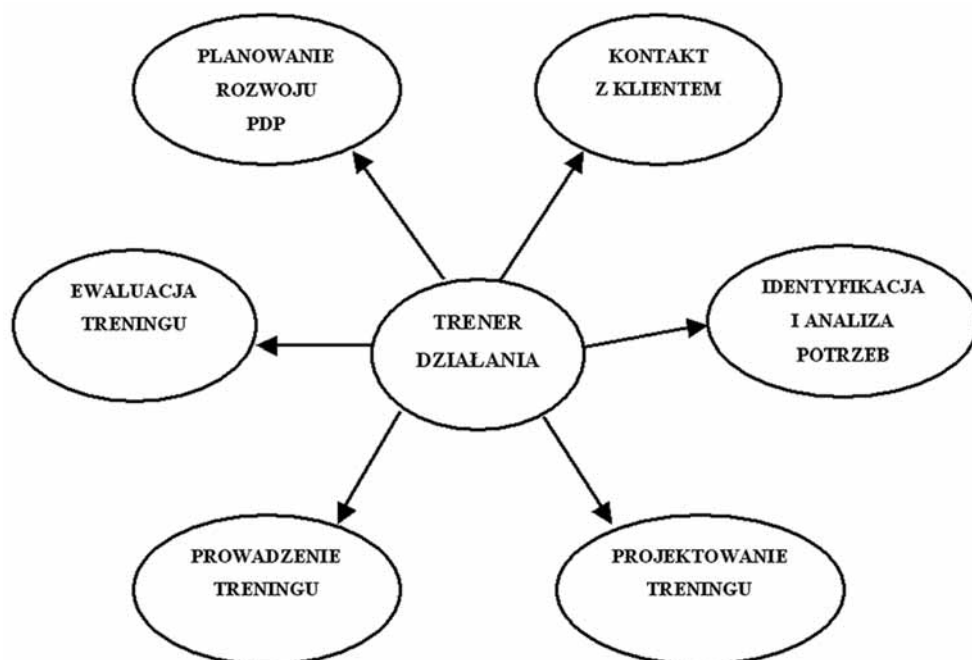 PLANOWANIE
ROZWOJU
PDP
KONTAKT
Z KLIENTEM
EWALUACJA
TRENINGU
TRENER
DZIAŁANIA
IDENTYFIKACJA
I ANALIZA
POTRZEB
PROWADZENIE
TRENINGU
PROJEKTOWANIE
TRENINGU